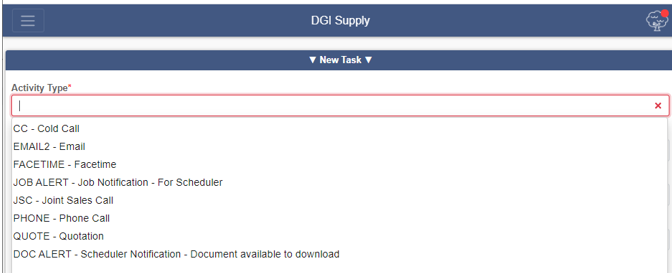 DGI Supply
▼ New Task ▼
Activity Type*
CC - Cold Call
EMAIL2 - Email
FACETIME - Facetime
JOB ALERT - Job Notification - For Scheduler
JSC - Joint Sales Call
PHONE - Phone Call
QUOTE - Quotation
DOC ALERT - Scheduler Notification - Document available to download